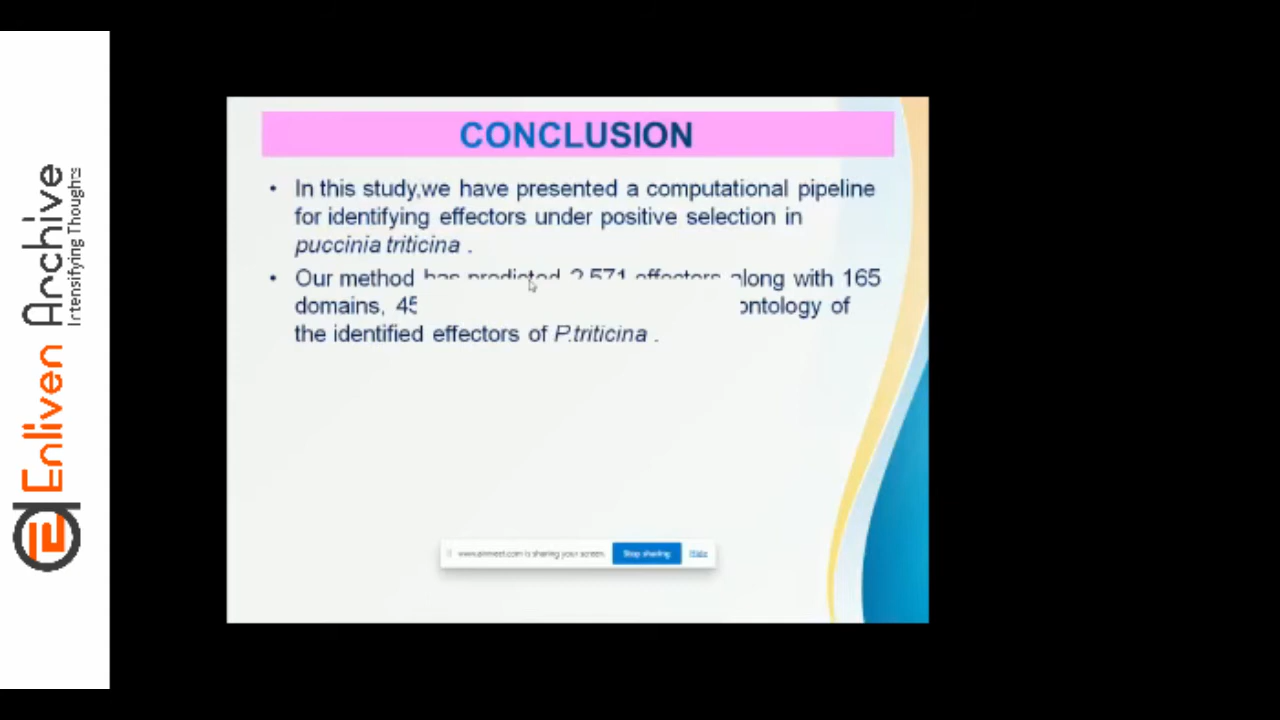 Enliven Archive
Intensifying Thoughts
CONCLUSION
• In this study,we have presented a computational pipeline
for identifying effectors under positive selection in
puccinia triticina .
• Our method has predicted 2,571 effectors along with 165
domains, 45 ontology of
the identified effectors of P.triticina .
www.airmeet.com is sharing your screen. Stop sharing Hide